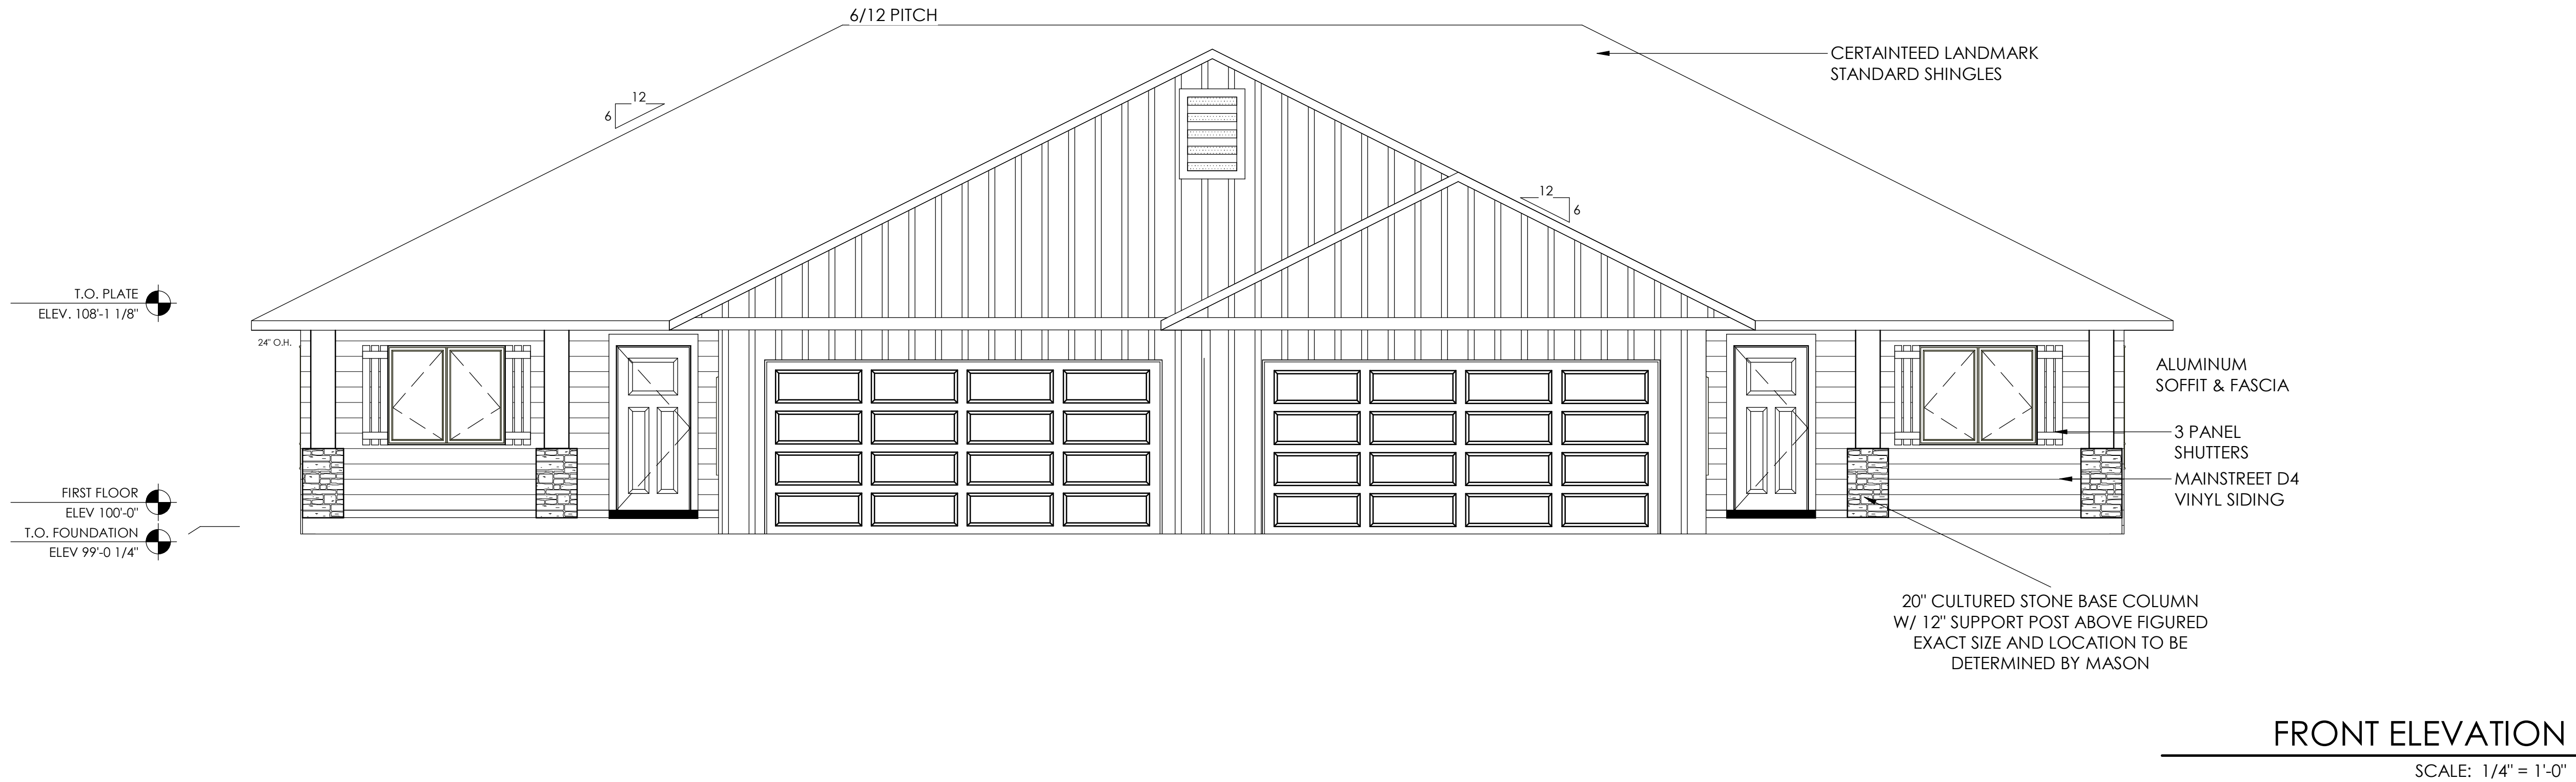 6/12 PITCH
CERTAINTEED LANDMARK
STANDARD SHINGLES
12
6
12
6
T.O. PLATE
ELEV. 108'-1 1/8"
24" O.H.
ALUMINUM
SOFFIT & FASCIA
3 PANEL
SHUTTERS
MAINSTREET D4
VINYL SIDING
FIRST FLOOR
ELEV 100'-0"
T.O. FOUNDATION
ELEV 99'-0 1/4"
20" CULTURED STONE BASE COLUMN
W/ 12" SUPPORT POST ABOVE FIGURED
EXACT SIZE AND LOCATION TO BE
DETERMINED BY MASON
FRONT ELEVATION
SCALE: 1/4" = 1'-0"